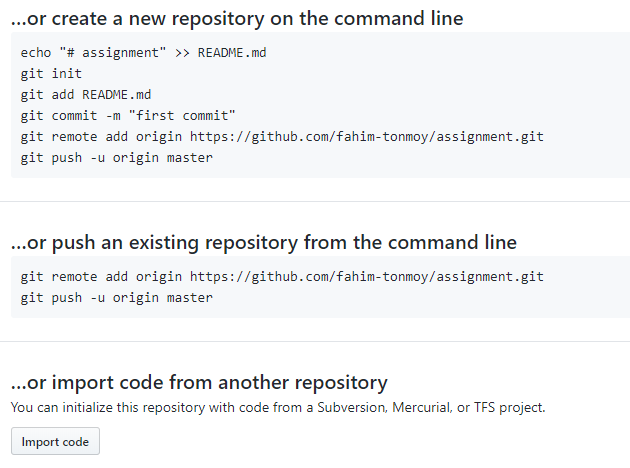 ...or create a new repository on the command line
echo "# assignment" >> README.md
git init
git add README.md
git commit -m "first commit"
git remote add origin https://github.com/fahim-tonmoy/assignment.git
git push -u origin master
...or push an existing repository from the command line
git remote add origin https://github.com/fahim-tonmoy/assignment.git
git push -u origin master
...or import code from another repository
You can initialize this repository with code from a Subversion, Mercurial, or TFS project.
Import code